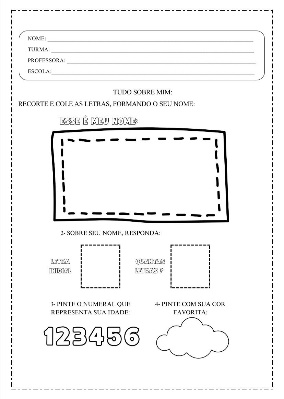 NOME:
TURMA
PROFESSORA:
ESCOLA:
TUDO SOBRE MIM:
RECORTE E COLE AS LETRAS, FORMANDO O SEU NOME:
ESSE É MEU NOME
2- SOBRE SEU NOME, RESPONDA:
LETRA
INICIAL
QUANTAS
LETRAS ?
3- PINTE O NUMERAL QUE
REPRESENTA SUA IDADE:
4- PINTE COM SUA COR
FAVORITA:
123456